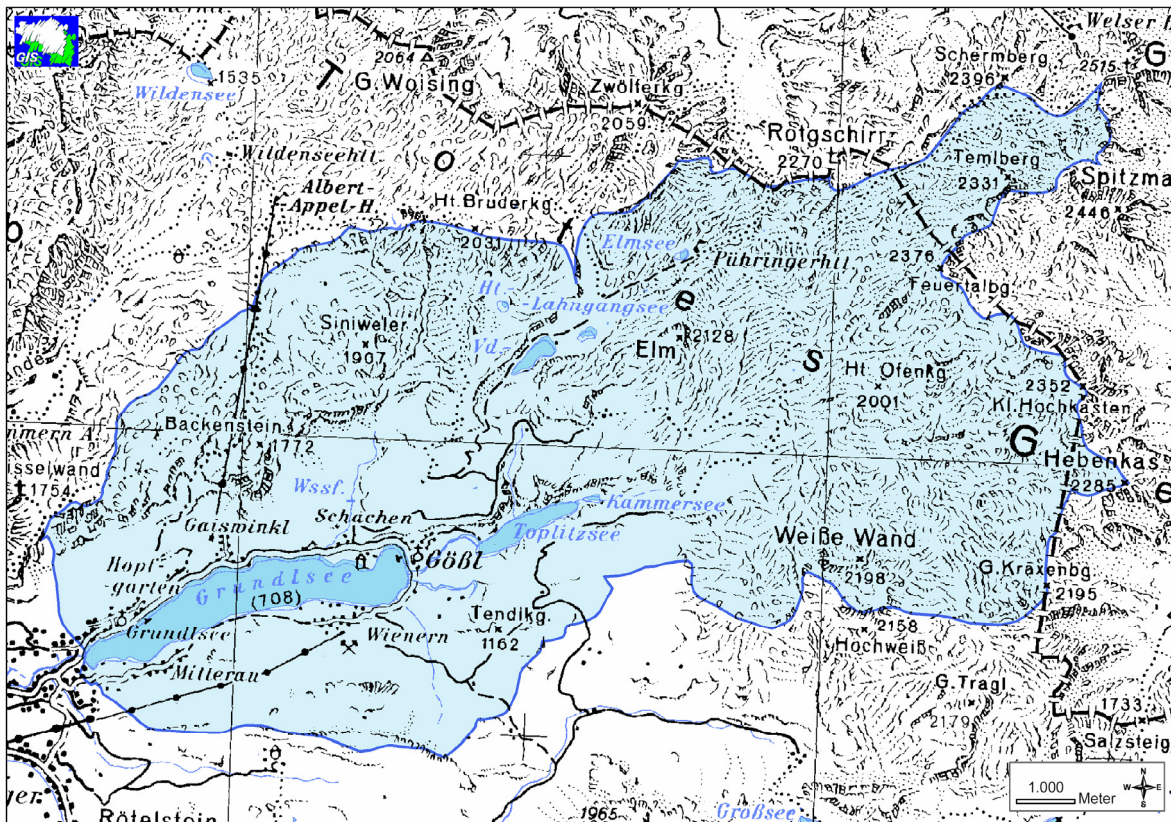 GIS
Wildensee
1535
2064
G.Woising
T
Zwölferkg.
2059
Schermberg
2396
Welser
2515
G
Rotgschirr
2270
Temlberg
2331
Spitzma
2446
Wildenseehtl
o
Albert-
Appel-H.
Ht.Bruderkg.
2031
Elmsee
Pühringerhtl
2376
Feuertalbg.
b
Ht.-
Lahngangsee
Vd.-
e
Siniweler
1907
Elm
2128
s
Ht. Ofenkg.
2001
2352
Kl.Hochkasten
Backenstein
1772
G
Hebenkas
2285
e
mmern A.
isselwand
1754
t
Wssf.
Schachen
Gaiswinkl
Kammersee
Toplitzsee
Gößl
Hopf-
garten
Grundlsee
(708)
Weiße Wand
2198
G.Kraxenbg.
2195
Grundlsee
Wienern
Tendlkg.
1162
2158
Hochweiß
Mitterau
G.Tragl
2179
1733
Salzsteig
ger.
Rötelstein
1965
Großsee
1.000
Meter
N
W
E
S